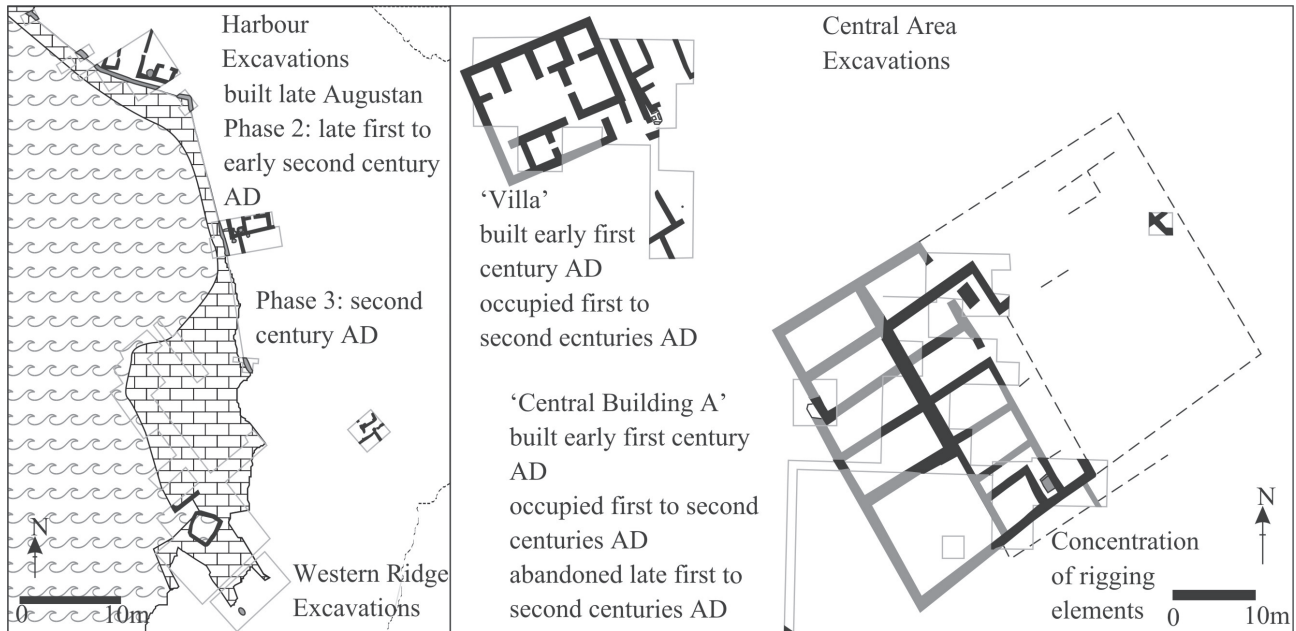 Harbour
Excavations
built late Augustan
Phase 2: late first to
early second century
AD
Phase 3: second
century AD
Western Ridge
Excavations
N
0 10m
Central Area
Excavations
‘Villa’
built early first
century AD
occupied first to
second ecnturies AD
‘Central Building A’
built early first century
AD
occupied first to second
centuries AD
abandoned late first to
second centuries AD
Concentration
of rigging
elements
N
0 10m